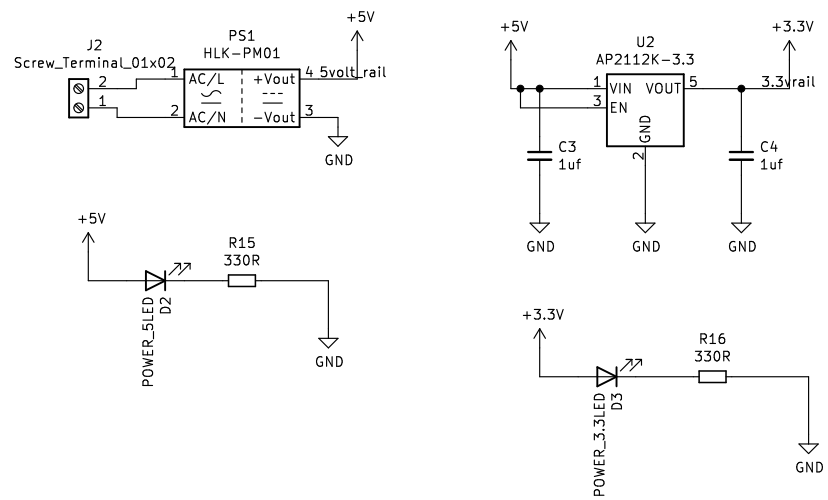 +5V
J2
Screw_Terminal_01x02
2
1
PS1
HLK-PM01
1
AC/L
+Vout
4
5volt_rail
2
AC/N
-Vout
3
GND
+5V
+3.3V
U2
AP2112K-3.3
1
VIN
VOUT
5
3.3vrail
3
EN
GND
2
C3
1uf
C4
1uf
GND
GND
GND
+5V
R15
330R
POWER_5LED
D2
GND
+3.3V
R16
330R
POWER_3.3LED
D3
GND